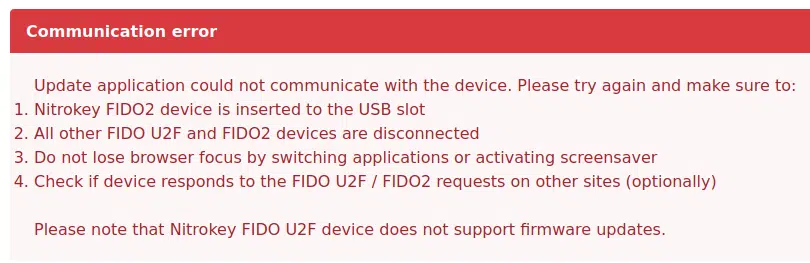 Communication error
Update application could not communicate with the device. Please try again and make sure to:
1. Nitrokey FIDO2 device is inserted to the USB slot
2. All other FIDO U2F and FIDO2 devices are disconnected
3. Do not lose browser focus by switching applications or activating screensaver
4. Check if device responds to the FIDO U2F / FIDO2 requests on other sites (optionally)
Please note that Nitrokey FIDO U2F device does not support firmware updates.